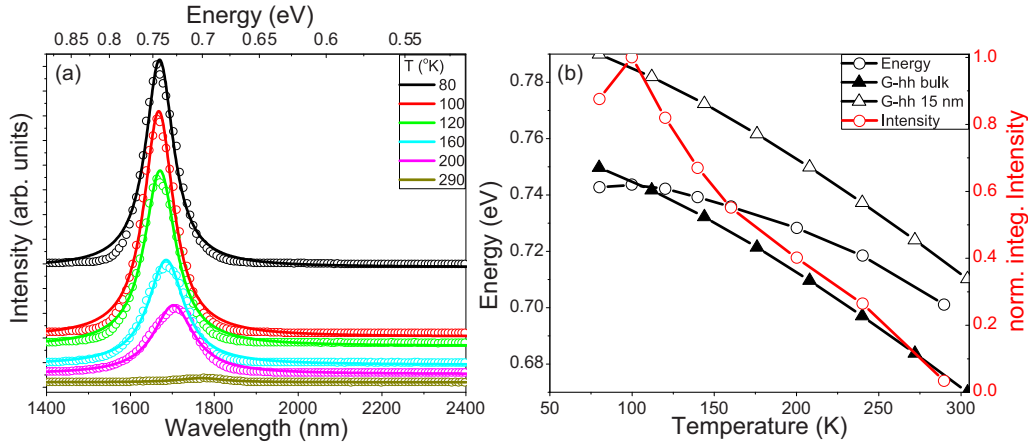 Energy (eV)
0.85 0.8 0.75 0.7 0.65 0.6 0.55
(a)
T (°K)
80
100
120
160
200
290
Intensity (arb. units)
1400 1600 1800 2000 2200 2400
Wavelength (nm)
(b)
Energy
G-hh bulk
G-hh 15 nm
Intensity
0.78
0.76
0.74
0.72
0.70
0.68
Energy (eV)
1.0
0.8
0.6
0.4
0.2
0.0
norm. Integ. Intensity
50 100 150 200 250 300
Temperature (K)